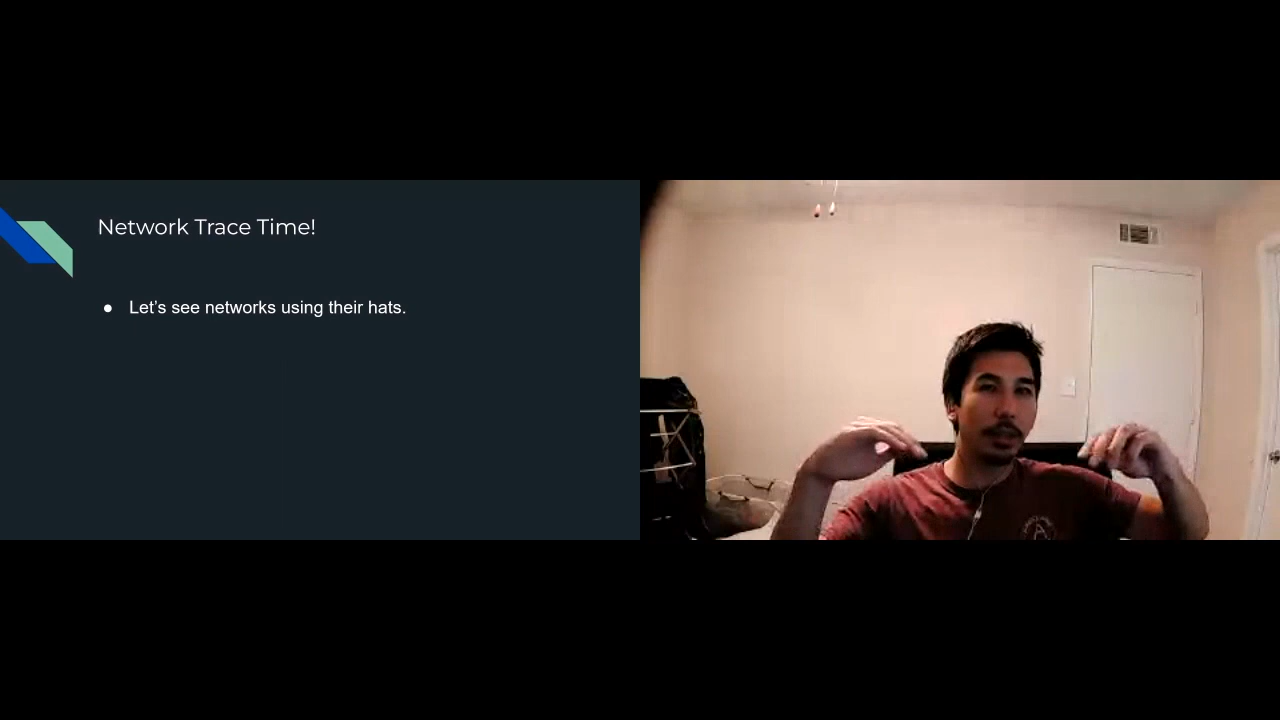 Network Trace Time!
● Let's see networks using their hats.